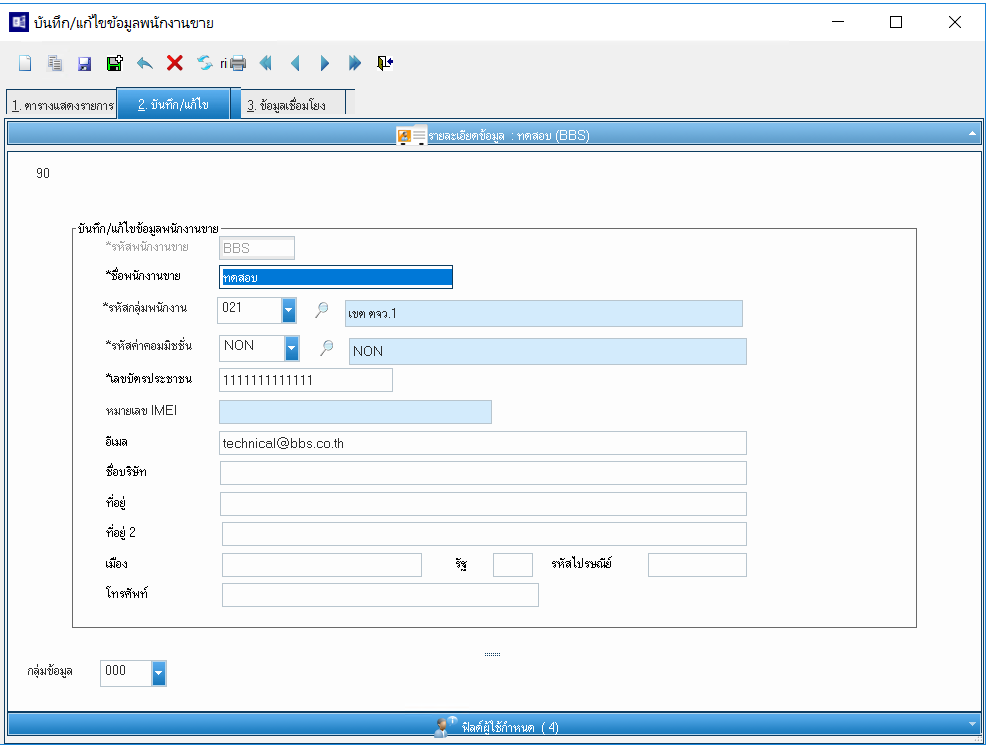 บันทึก/แก้ไขข้อมูลพนักงานขาย
ri
1. ตารางแสดงรายการ 2. บันทึก/แก้ไข 3. ข้อมูลเชื่อมโยง
รายละเอียดข้อมูล : ทดสอบ (BBS)
90
บันทึก/แก้ไขข้อมูลพนักงานขาย
*รหัสพนักงานขาย BBS
*ชื่อพนักงานขาย ทดสอบ
*รหัสกลุ่มพนักงาน 021 เขต ตจว.1
*รหัสค่าคอมมิชชั่น NON NON
*เลขบัตรประชาชน 1111111111111
หมายเลข IMEI
อีเมล technical@bbs.co.th
ชื่อบริษัท
ที่อยู่
ที่อยู่ 2
เมือง รัฐ รหัสไปรษณีย์
โทรศัพท์
กลุ่มข้อมูล 000
ฟิลด์ผู้ใช้กำหนด (4)